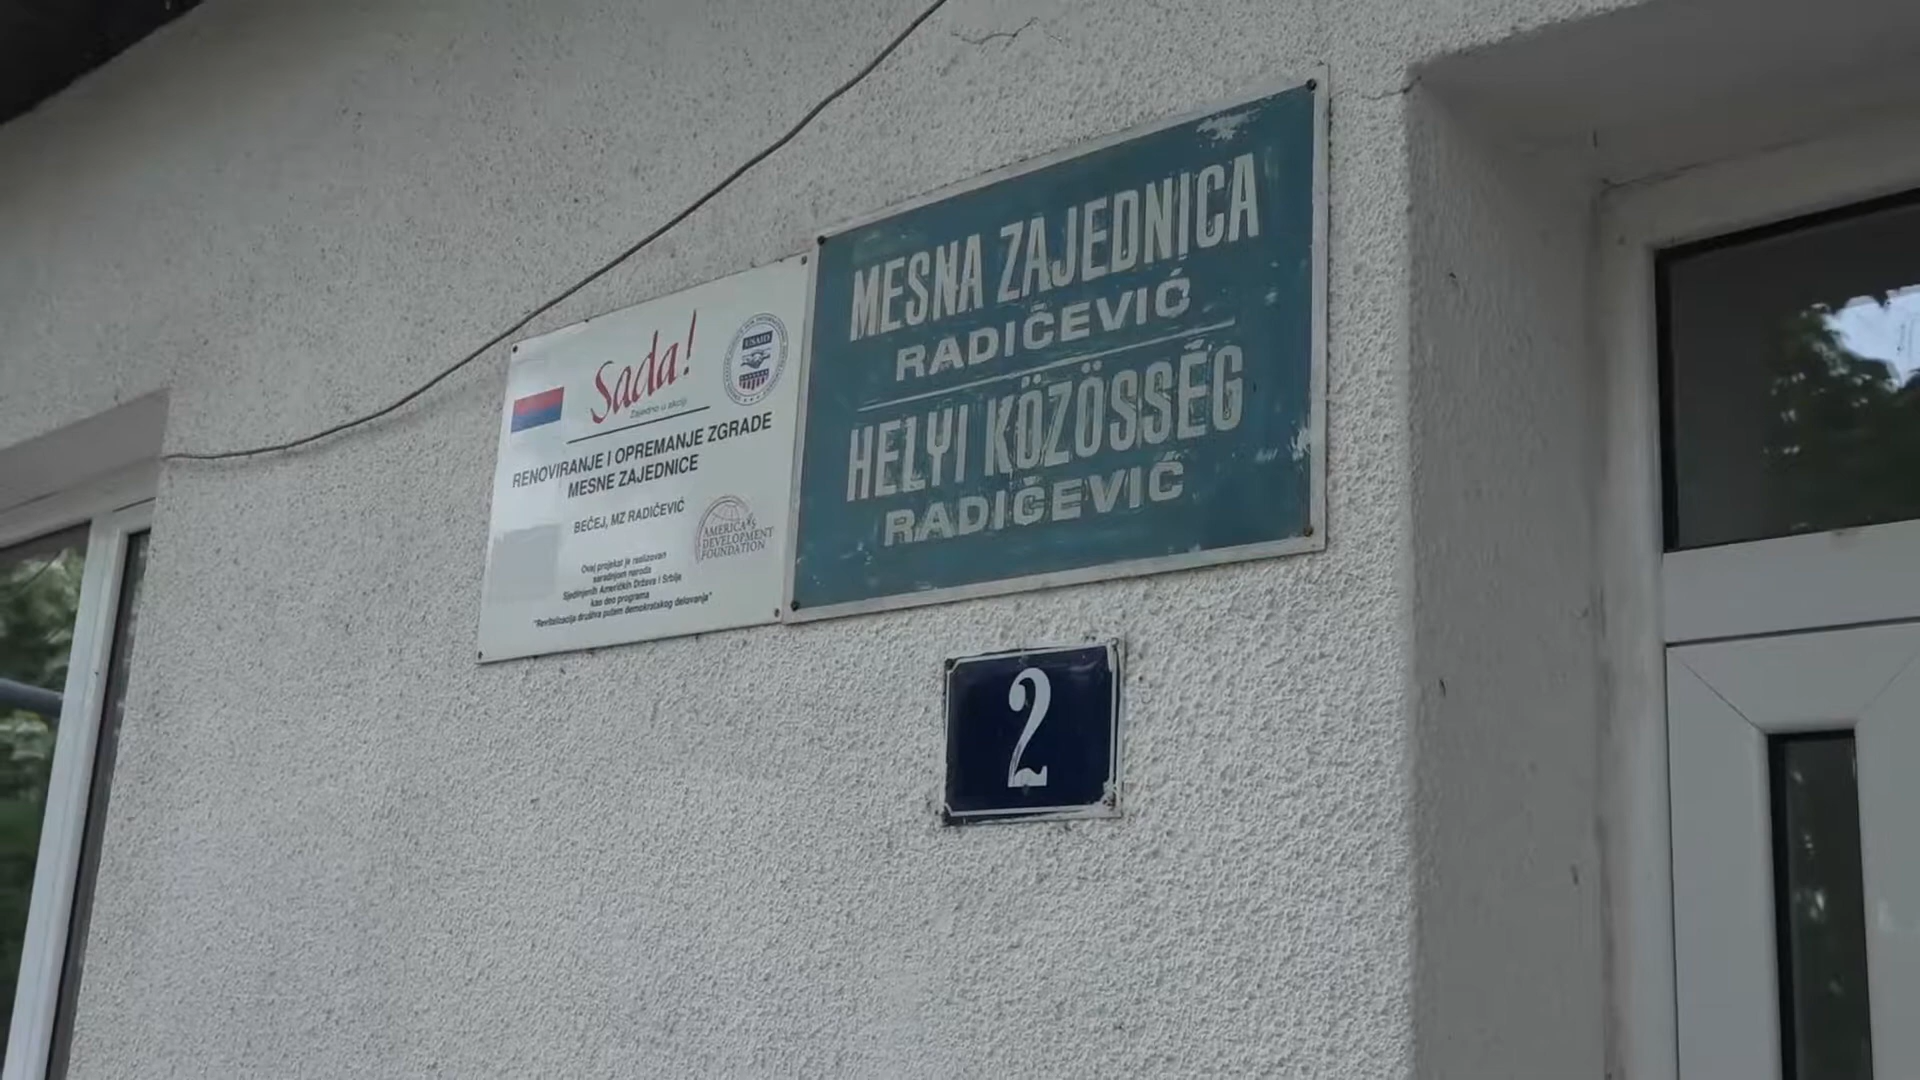 Sada!
Zajedno u akciji
USAID
RENOVIRANJE I OPREMANJE ZGRADE
MESNE ZAJEDNICE
BEČEJ, MZ RADIČEVIĆ
AMERICA'S
DEVELOPMENT
FOUNDATION
Ovaj projekat je realizovan
saradnjom naroda
Sjedinjenih Američkih Država i Srbije
kao deo programa
"Revitalizacija društva putem demokratskog delovanja"
MESNA ZAJEDNICA
RADIČEVIĆ
HELYI KÖZÖSSÉG
RADIČEVIĆ
2